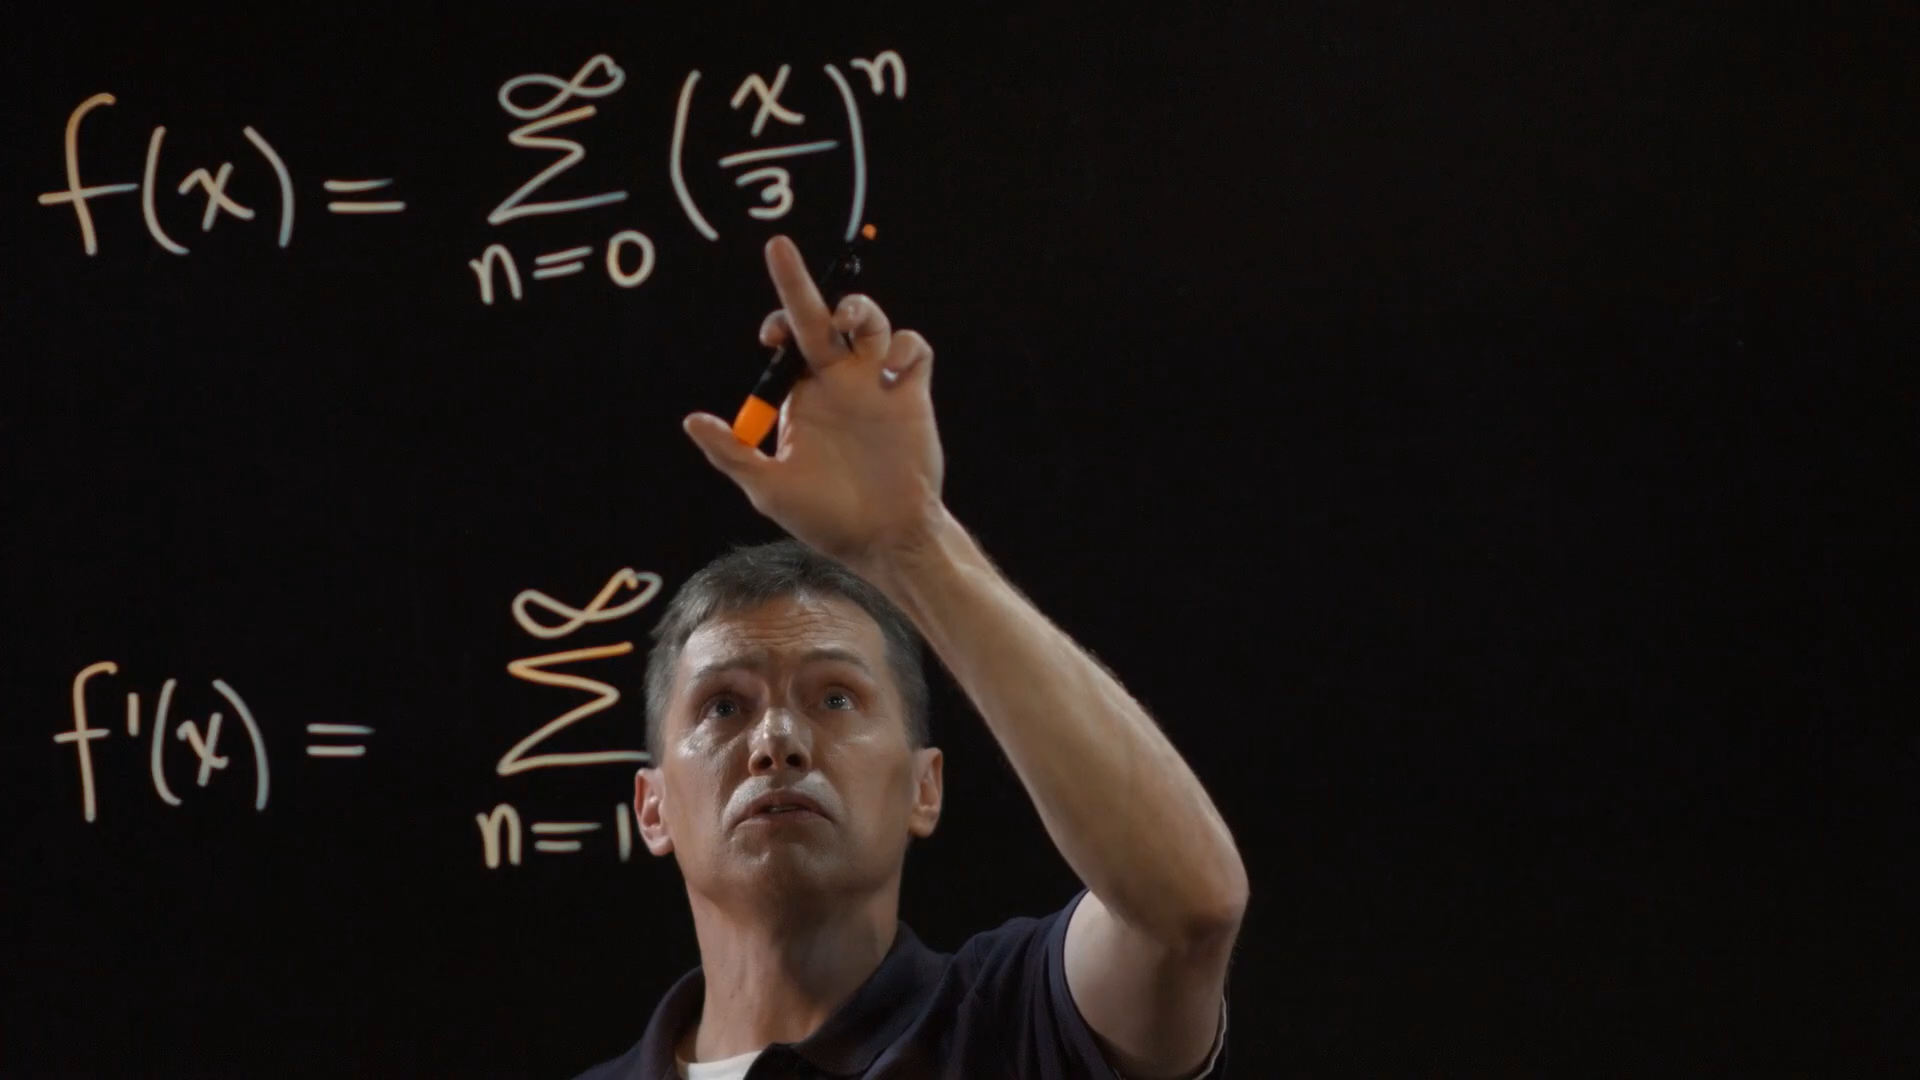 f(x) = ∞ Σ n=0 (x/3)^n
f'(x) = ∞ Σ n=1